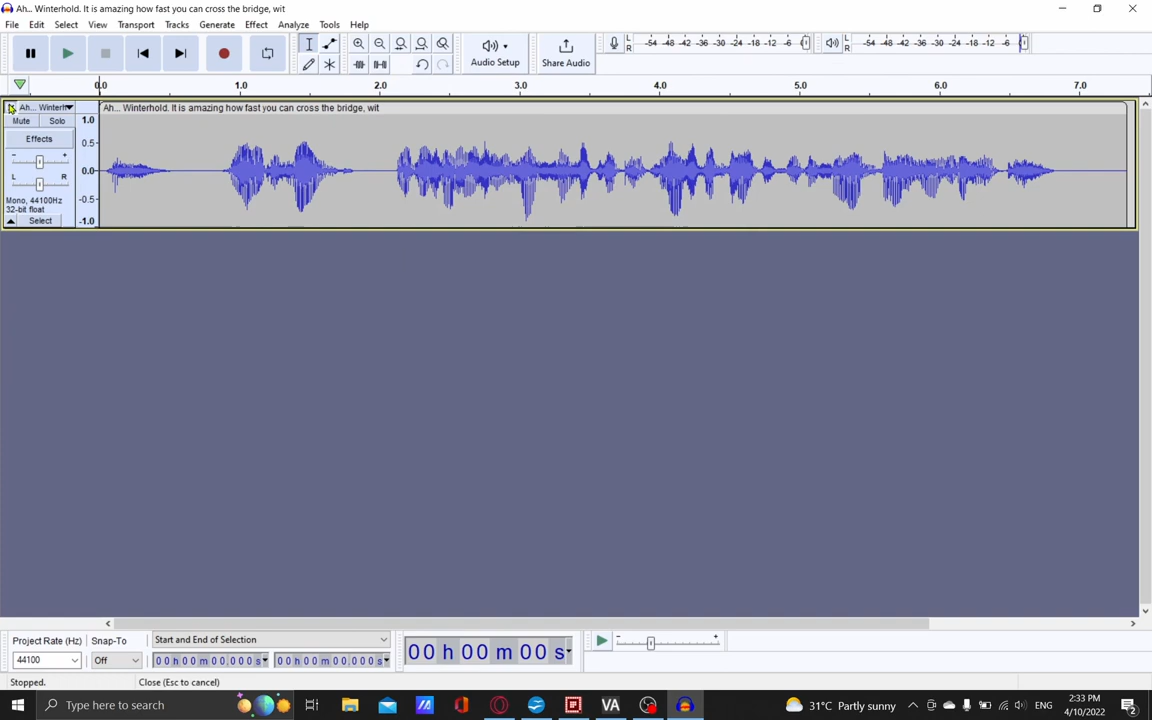 Ah... Winterhold. It is amazing how fast you can cross the bridge, wit
File Edit Select View Transport Tracks Generate Effect Analyze Tools Help
Audio Setup
Share Audio
L
R
-54 -48 -42 -36 -30 -24 -18 -12 -6 0
L
R
-54 -48 -42 -36 -30 -24 -18 -12 -6 0
0.0 1.0 2.0 3.0 4.0 5.0 6.0 7.0
Ah... Winterh
Ah... Winterhold. It is amazing how fast you can cross the bridge, wit
Mute Solo
Effects
- +
L R
Mono, 44100Hz
32-bit float
Select
1.0
0.5
0.0
-0.5
-1.0
Project Rate (Hz) Snap-To Start and End of Selection
44100 Off 00 h 00 m 00.000 s 00 h 00 m 00.000 s
00 h 00 m 00 s
- +
Stopped. Close (Esc to cancel)
Type here to search
VA
31°C Partly sunny
ENG
2:33 PM
4/10/2022
2